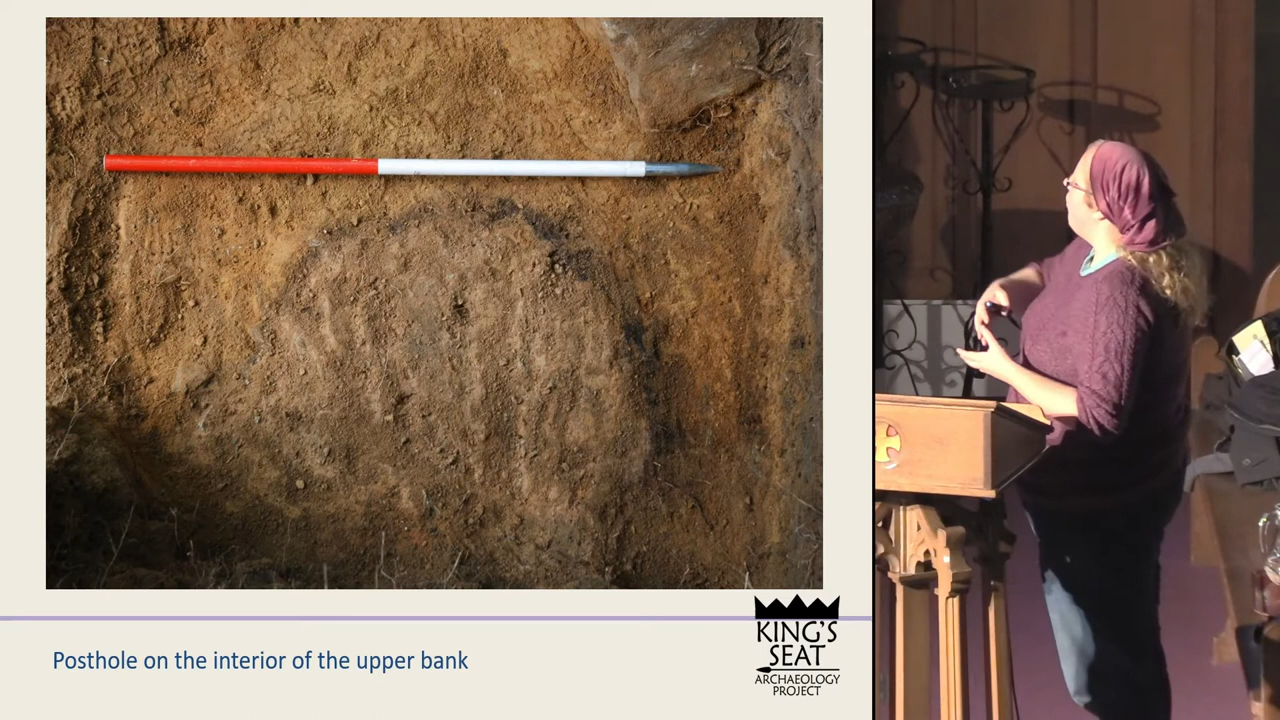 Posthole on the interior of the upper bank
KING'S
SEAT
ARCHAEOLOGY
PROJECT